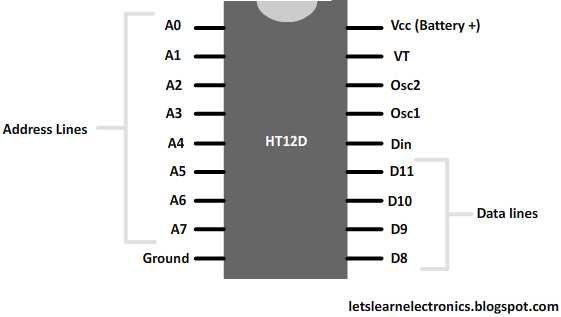 A0 Vcc (Battery +)
A1 VT
A2 Osc2
A3 Osc1
Address Lines A4 HT12D Din
A5 D11
A6 D10
Data lines
A7 D9
Ground D8
letslearnelectronics.blogspot.com